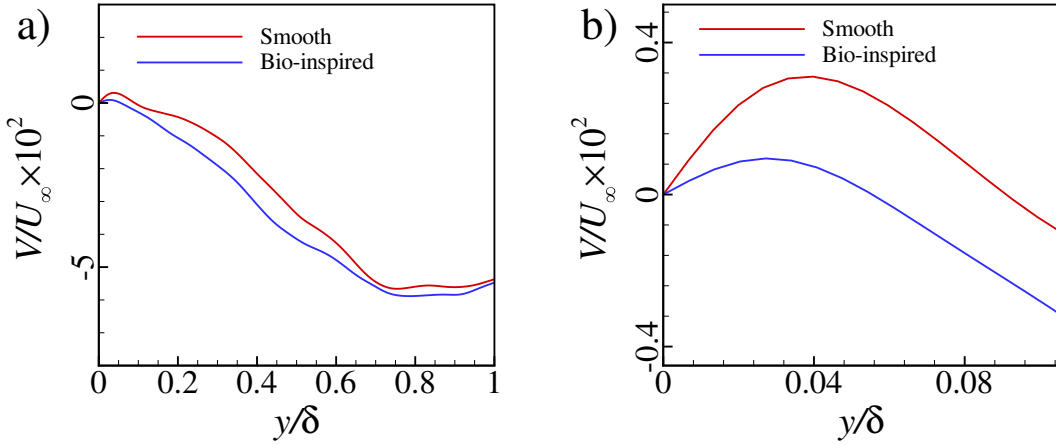 a)
Smooth
Bio-inspired
0
-5
V/U∞×10²
0 0.2 0.4 0.6 0.8 1
y/δ
b)
Smooth
Bio-inspired
0.4
0
-0.4
V/U∞×10²
0 0.04 0.08
y/δ